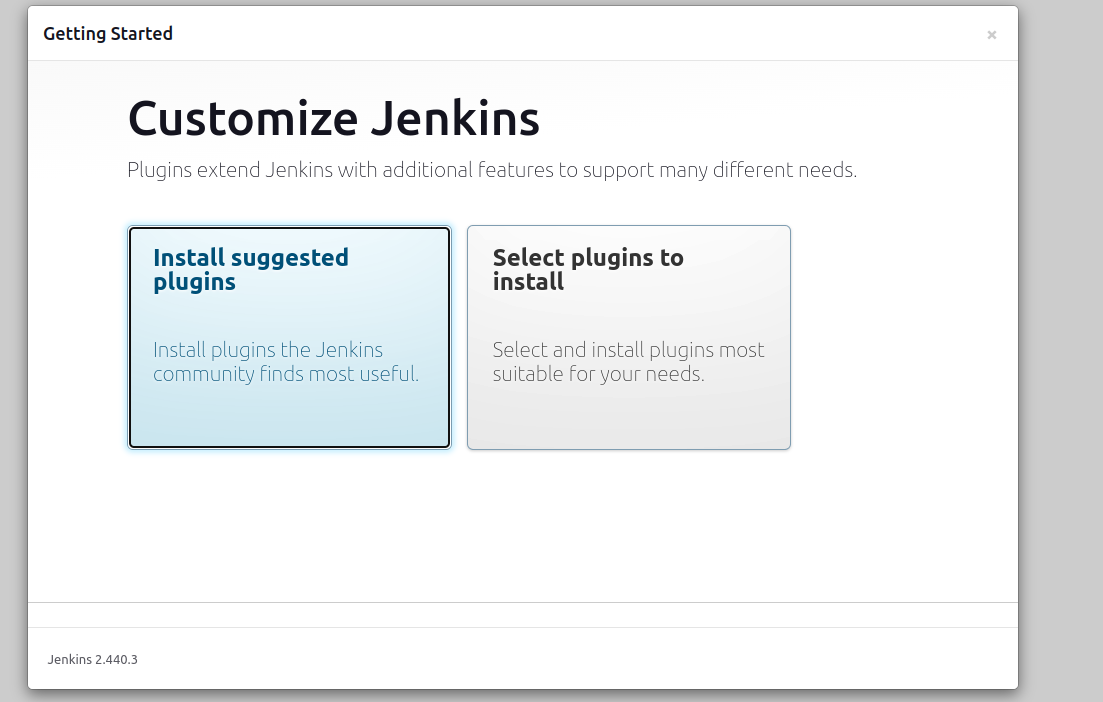 Getting Started
×
Customize Jenkins
Plugins extend Jenkins with additional features to support many different needs.
Install suggested
plugins
Install plugins the Jenkins
community finds most useful.
Select plugins to
install
Select and install plugins most
suitable for your needs.
Jenkins 2.440.3